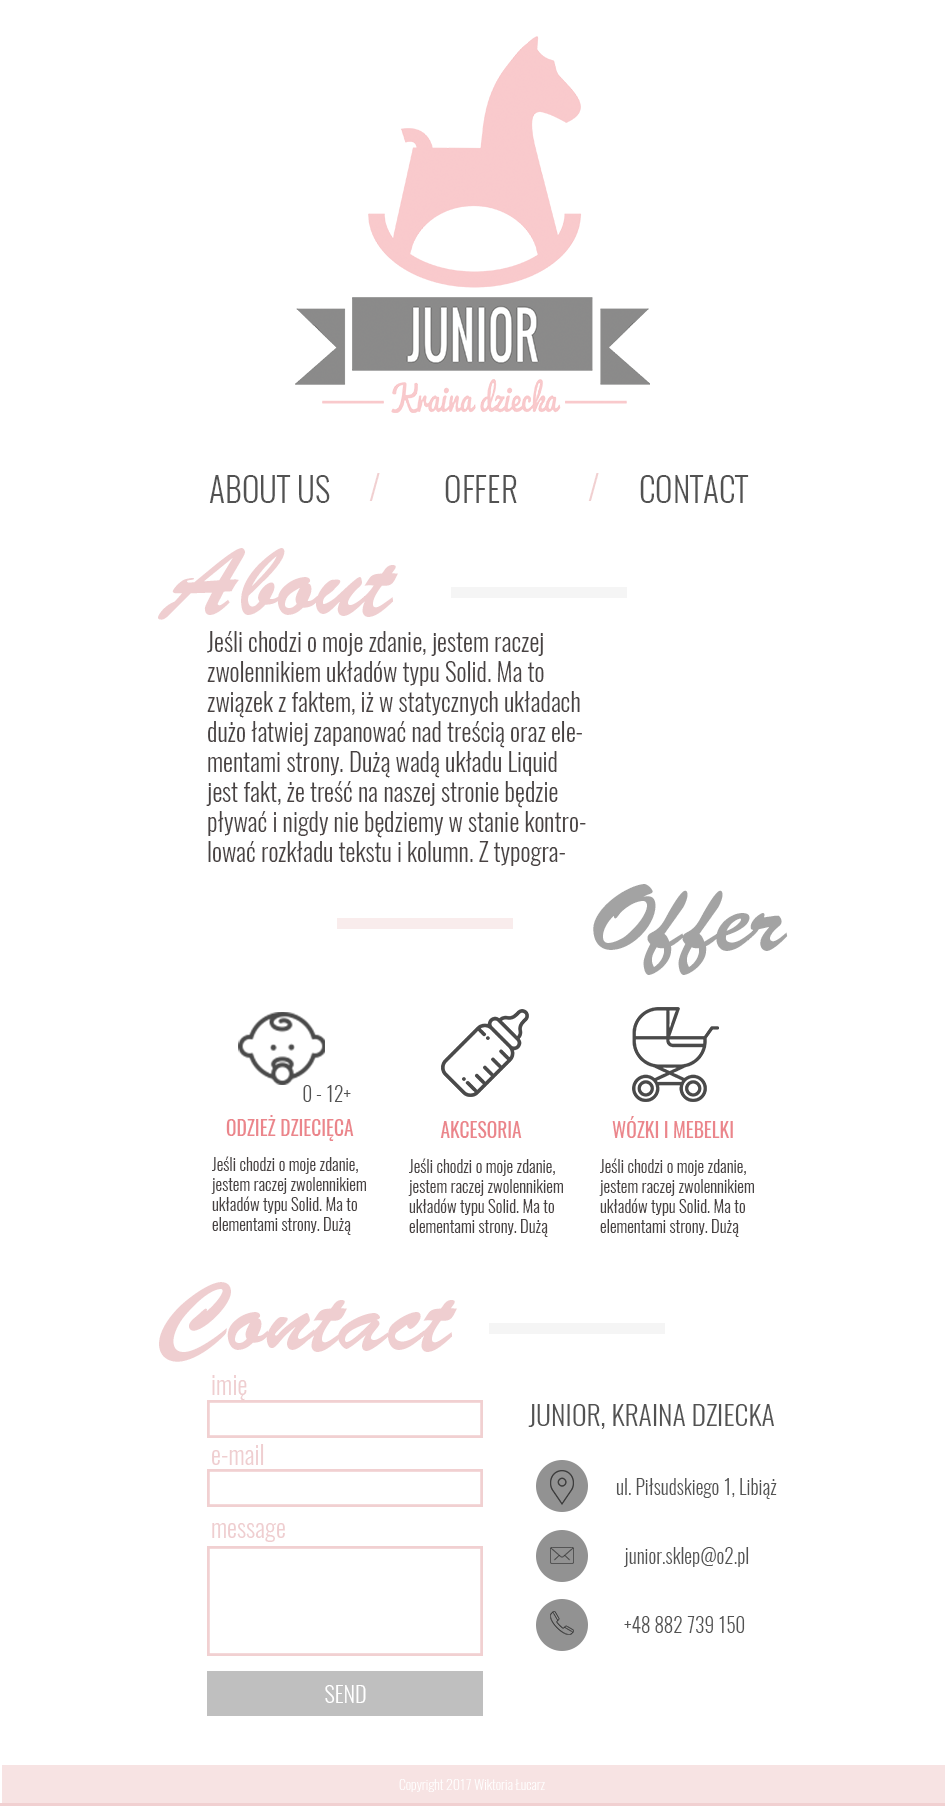 JUNIOR
Kraina dziecka
ABOUT US / OFFER / CONTACT
About
Jeśli chodzi o moje zdanie, jestem raczej
zwolennikiem układów typu Solid. Ma to
związek z faktem, iż w statycznych układach
dużo łatwiej zapanować nad treścią oraz ele-
mentami strony. Dużą wadą układu Liquid
jest fakt, że treść na naszej stronie będzie
pływać i nigdy nie będziemy w stanie kontro-
lować rozkładu tekstu i kolumn. Z typogra-
Offer
0 - 12+
ODZIEŻ DZIECIĘCA
Jeśli chodzi o moje zdanie,
jestem raczej zwolennikiem
układów typu Solid. Ma to
elementami strony. Dużą
AKCESORIA
Jeśli chodzi o moje zdanie,
jestem raczej zwolennikiem
układów typu Solid. Ma to
elementami strony. Dużą
WÓZKI I MEBELKI
Jeśli chodzi o moje zdanie,
jestem raczej zwolennikiem
układów typu Solid. Ma to
elementami strony. Dużą
Contact
imię
e-mail
message
SEND
JUNIOR, KRAINA DZIECKA
ul. Piłsudskiego 1, Libiąż
junior.sklep@o2.pl
+48 882 739 150
Copyright 2017 Wiktoria Łucarz